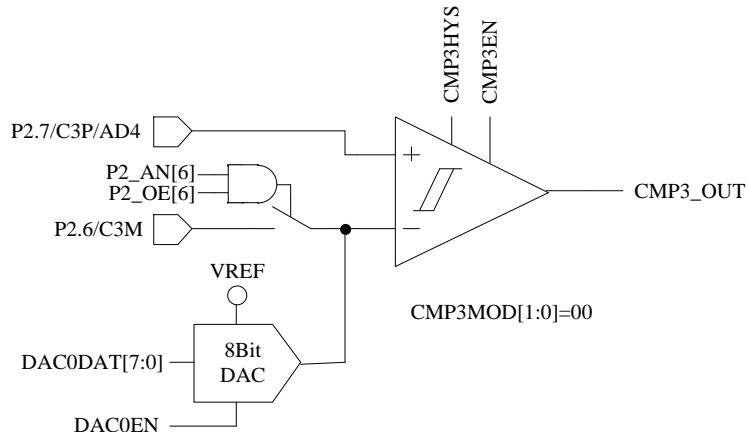 CMP3HYS
CMP3EN
P2.7/C3P/AD4
+
P2_AN[6]
P2_OE[6]
CMP3_OUT
P2.6/C3M
−
VREF
CMP3MOD[1:0]=00
8Bit
DAC
DAC0DAT[7:0]
DAC0EN